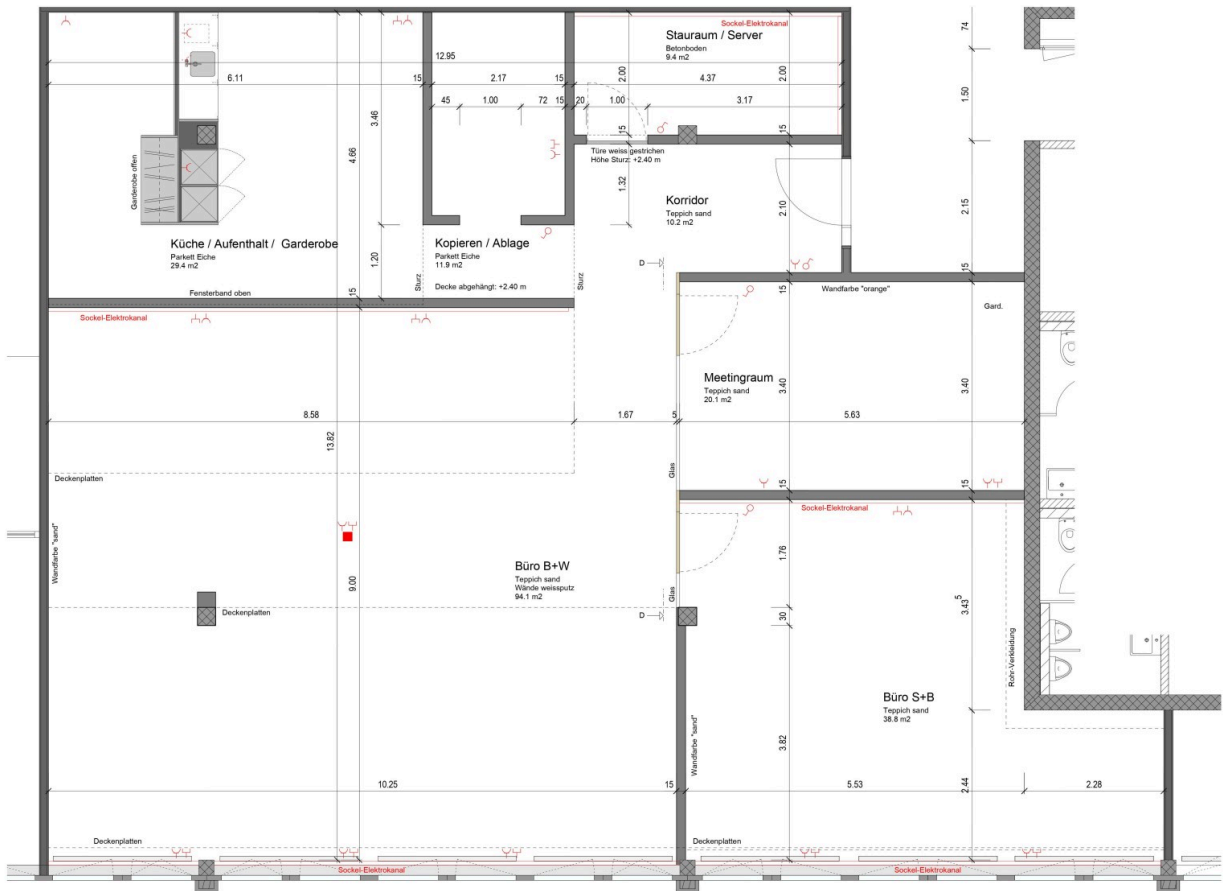 Sockel-Elektrokanal
Stauraum / Server
Betonboden
9.4 m2
74
12.95
6.11
15
2.17
15
4.37
2.00
2.00
45
1.00
72
15
20
1.00
3.17
1.50
3.46
4.66
15
15
Türe weiss gestrichen
Höhe Sturz: +2.40 m
Garderobe offen
1.32
Korridor
Teppich sand
10.2 m2
2.10
2.15
Küche / Aufenthalt / Garderobe
Parkett Eiche
29.4 m2
Kopieren / Ablage
Parkett Eiche
11.9 m2
Decke abgehängt: +2.40 m
1.20
Sturz
Sturz
D
15
15
Fensterband oben
15
Wandfarbe "orange"
Gard.
Sockel-Elektrokanal
Meetingraum
Teppich sand
20.1 m2
3.40
3.40
8.58
1.67
5
5.63
13.82
Deckenplatten
Glas
15
15
Sockel-Elektrokanal
Wandfarbe "sand"
9.00
Büro B+W
Teppich sand
Wände weissputz
94.1 m2
1.76
5
3.43
Glas
Deckenplatten
D
30
Rohr-Verkleidung
Büro S+B
Teppich sand
38.8 m2
Wandfarbe "sand"
3.82
2.44
10.25
15
5.53
2.28
Deckenplatten
Deckenplatten
Sockel-Elektrokanal
Sockel-Elektrokanal